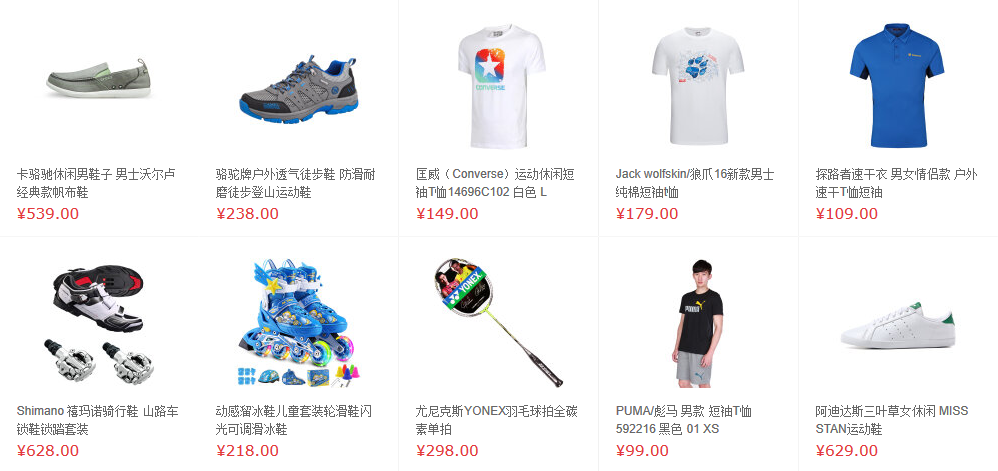 卡骆驰休闲男鞋子 男士沃尔卢
经典款帆布鞋
¥539.00
骆驼牌户外透气徒步鞋 防滑耐
磨徒步登山运动鞋
¥238.00
CONVERSE
匡威（Converse）运动休闲短
袖T恤14696C102 白色 L
¥149.00
Jack wolfskin/狼爪16新款男士
纯棉短袖t恤
¥179.00
探路者速干衣 男女情侣款 户外
速干T恤短袖
¥109.00
Shimano 禧玛诺骑行鞋 山路车
锁鞋锁踏套装
¥628.00
动感溜冰鞋儿童套装轮滑鞋闪
光可调滑冰鞋
¥218.00
YONEX
尤尼克斯YONEX羽毛球拍全碳
素单拍
¥298.00
PUMA
PUMA/彪马 男款 短袖T恤
592216 黑色 01 XS
¥99.00
阿迪达斯三叶草女休闲 MISS
STAN运动鞋
¥629.00